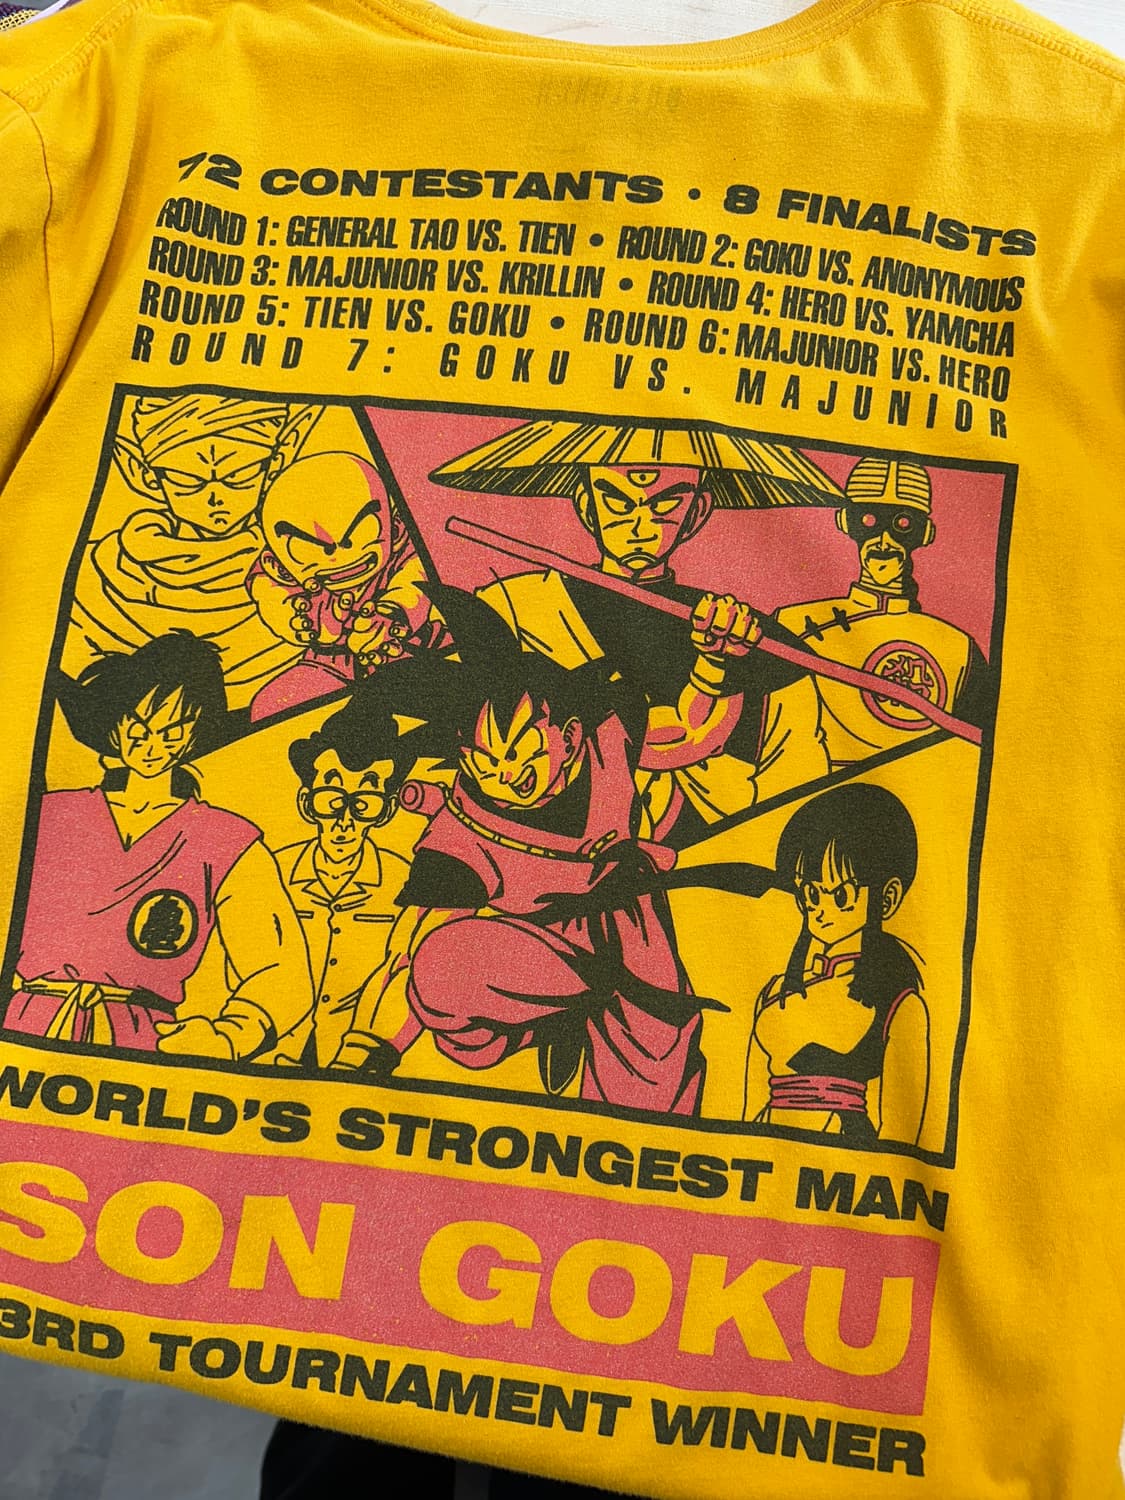 72 CONTESTANTS • 8 FINALISTS
ROUND 1: GENERAL TAO VS. TIEN • ROUND 2: GOKU VS. ANONYMOUS
ROUND 3: MAJUNIOR VS. KRILLIN • ROUND 4: HERO VS. YAMCHA
ROUND 5: TIEN VS. GOKU • ROUND 6: MAJUNIOR VS. HERO
ROUND 7: GOKU VS. MAJUNIOR
亀
WORLD'S STRONGEST MAN
SON GOKU
3RD TOURNAMENT WINNER